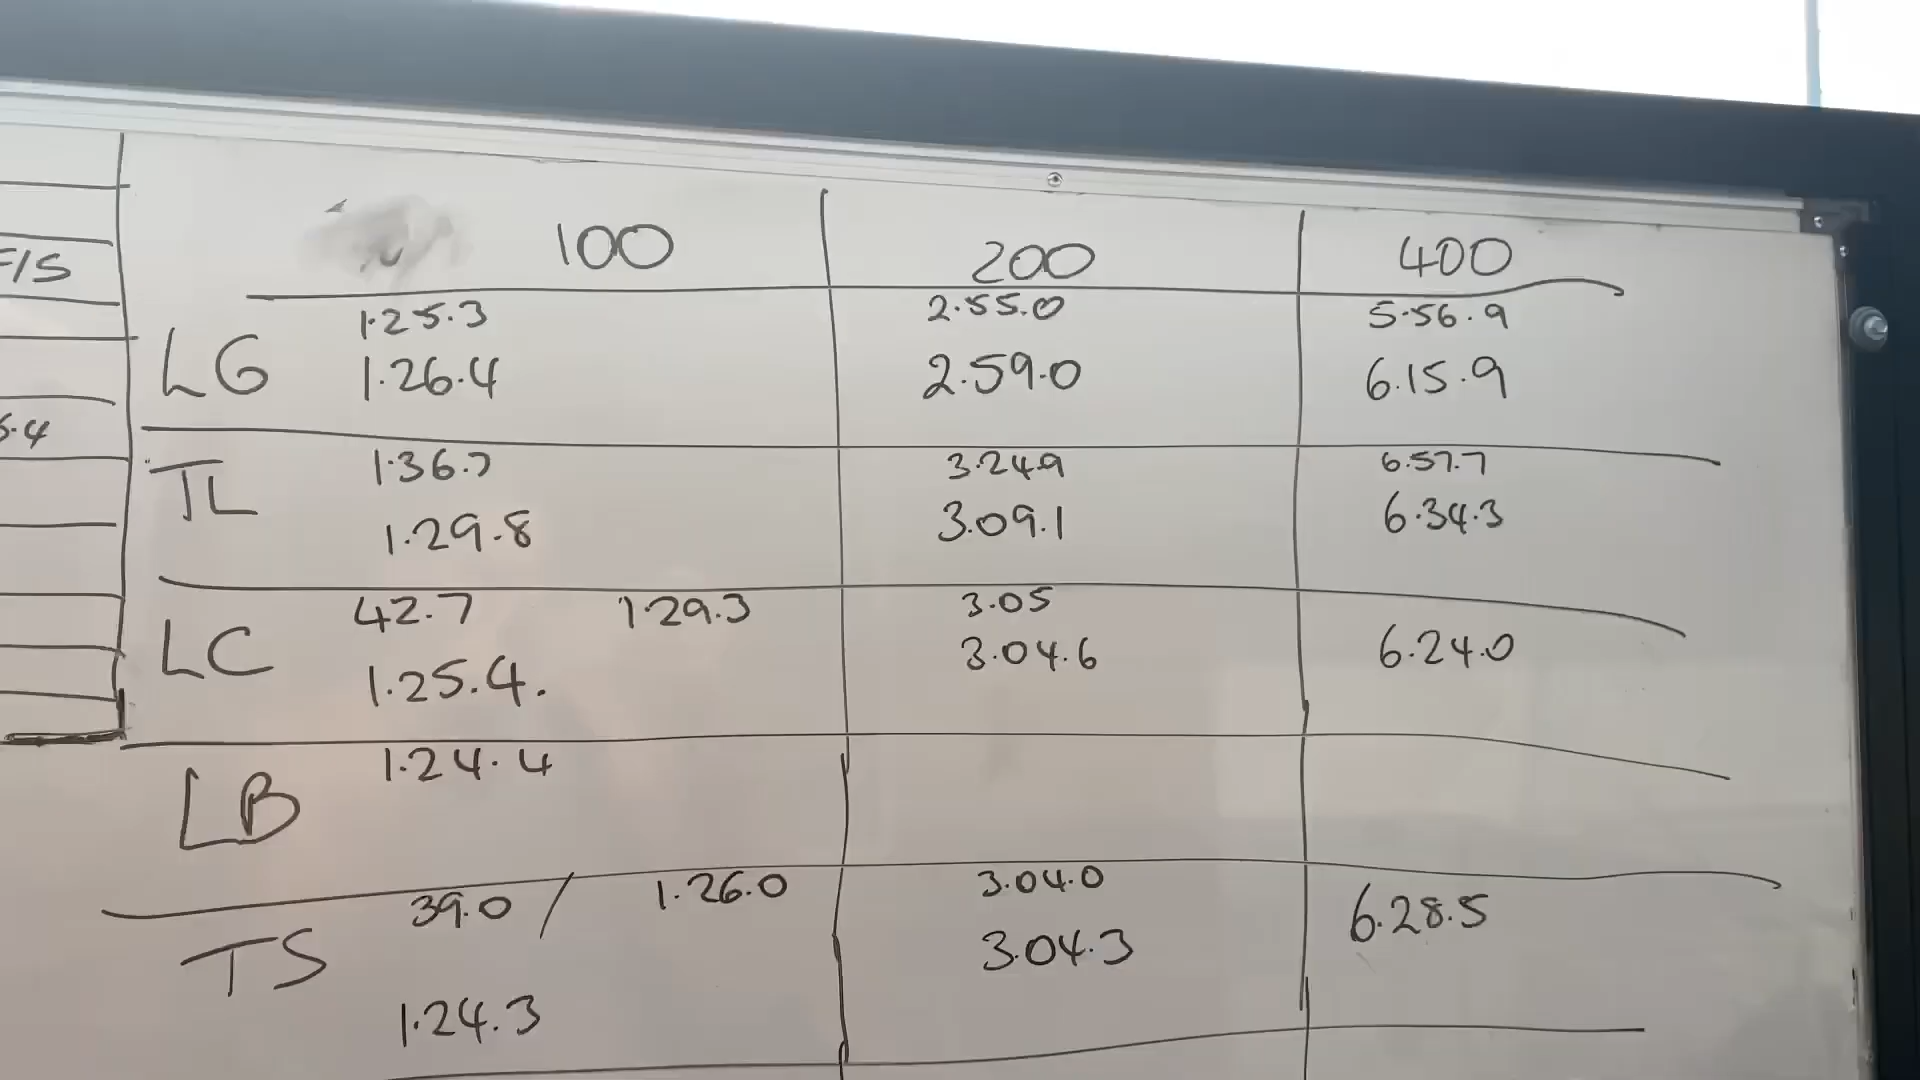 F/S
100 200 400
1.25.3 2.55.0 5.56.9
LG 1.26.4 2.59.0 6.15.9
1.36.7 3.24.9 6.57.7
TL 1.29.8 3.09.1 6.34.3
42.7 1.29.3 3.05
LC 1.25.4. 3.04.6 6.24.0
1.24.4
LB
39.0 / 1.26.0 3.04.0 6.28.5
TS 3.04.3
1.24.3